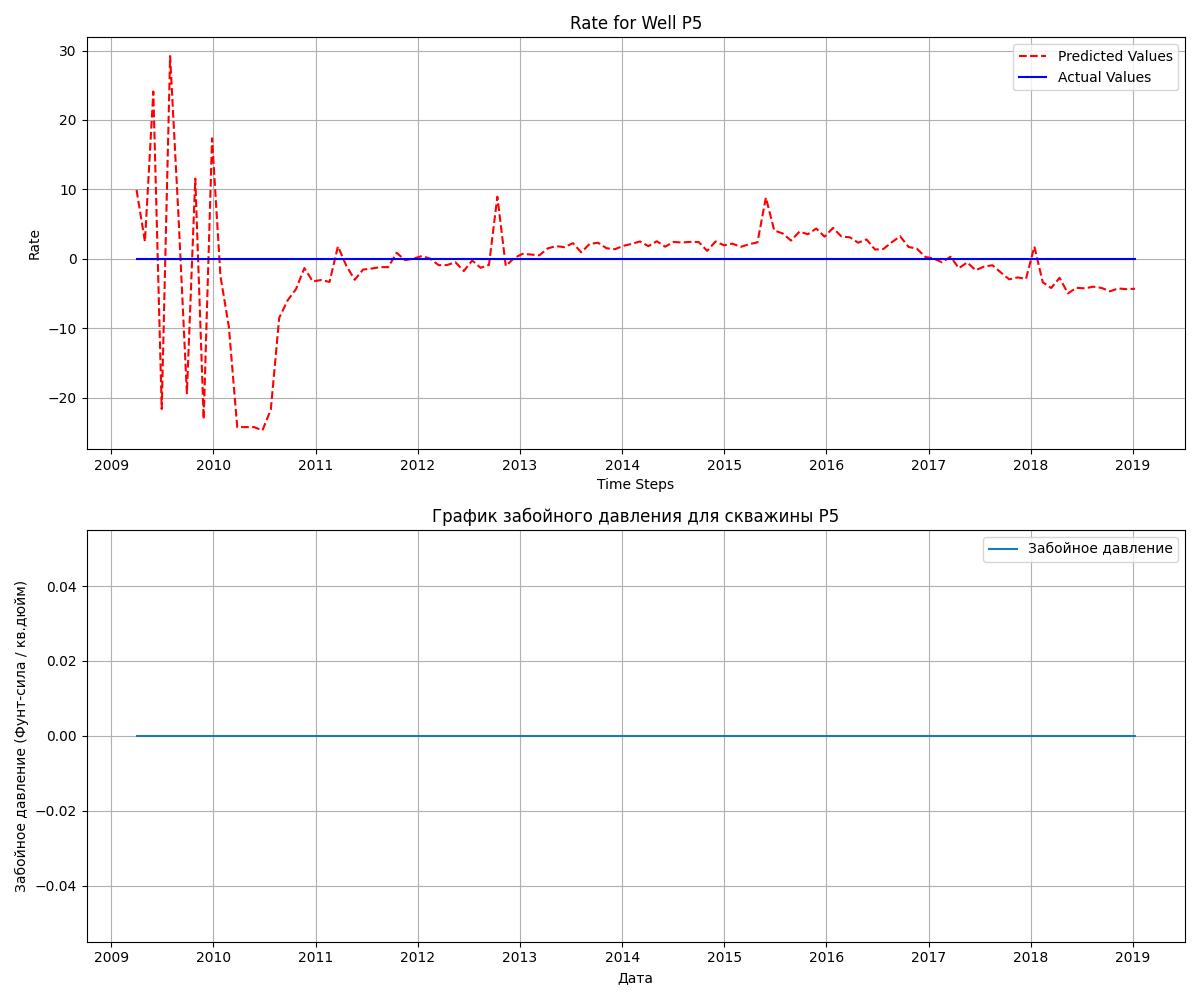 Rate for Well P5
Predicted Values
Actual Values
30
20
10
0
−10
−20
Rate
2009 2010 2011 2012 2013 2014 2015 2016 2017 2018 2019
Time Steps
График забойного давления для скважины P5
Забойное давление
0.04
0.02
0.00
−0.02
−0.04
Забойное давление (Фунт-сила / кв.дюйм)
2009 2010 2011 2012 2013 2014 2015 2016 2017 2018 2019
Дата